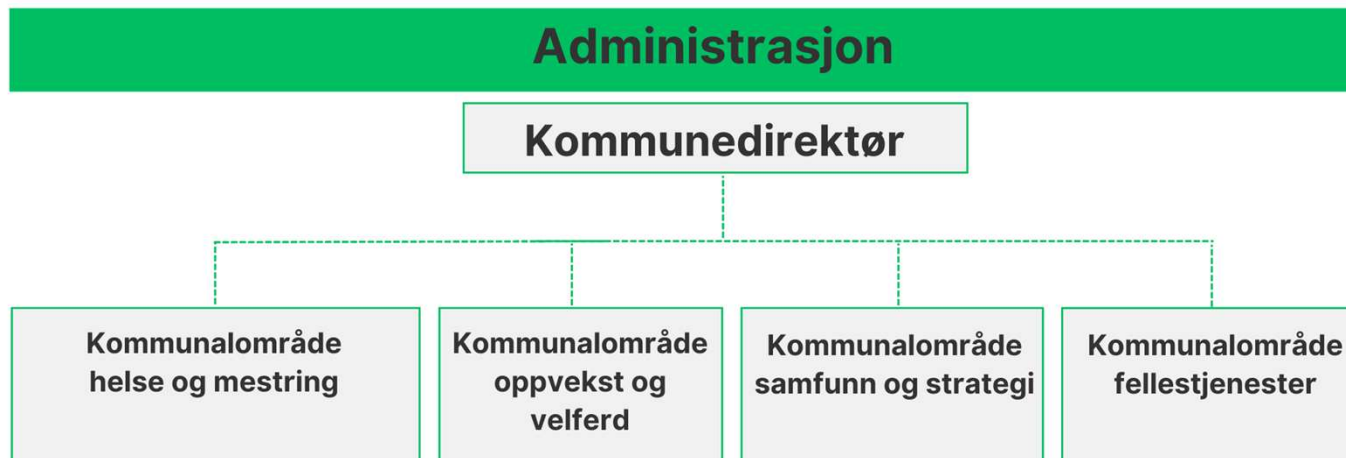 Administrasjon
Kommunedirektør
Kommunalområde
helse og mestring
Kommunalområde
oppvekst og
velferd
Kommunalområde
samfunn og strategi
Kommunalområde
fellestjenester